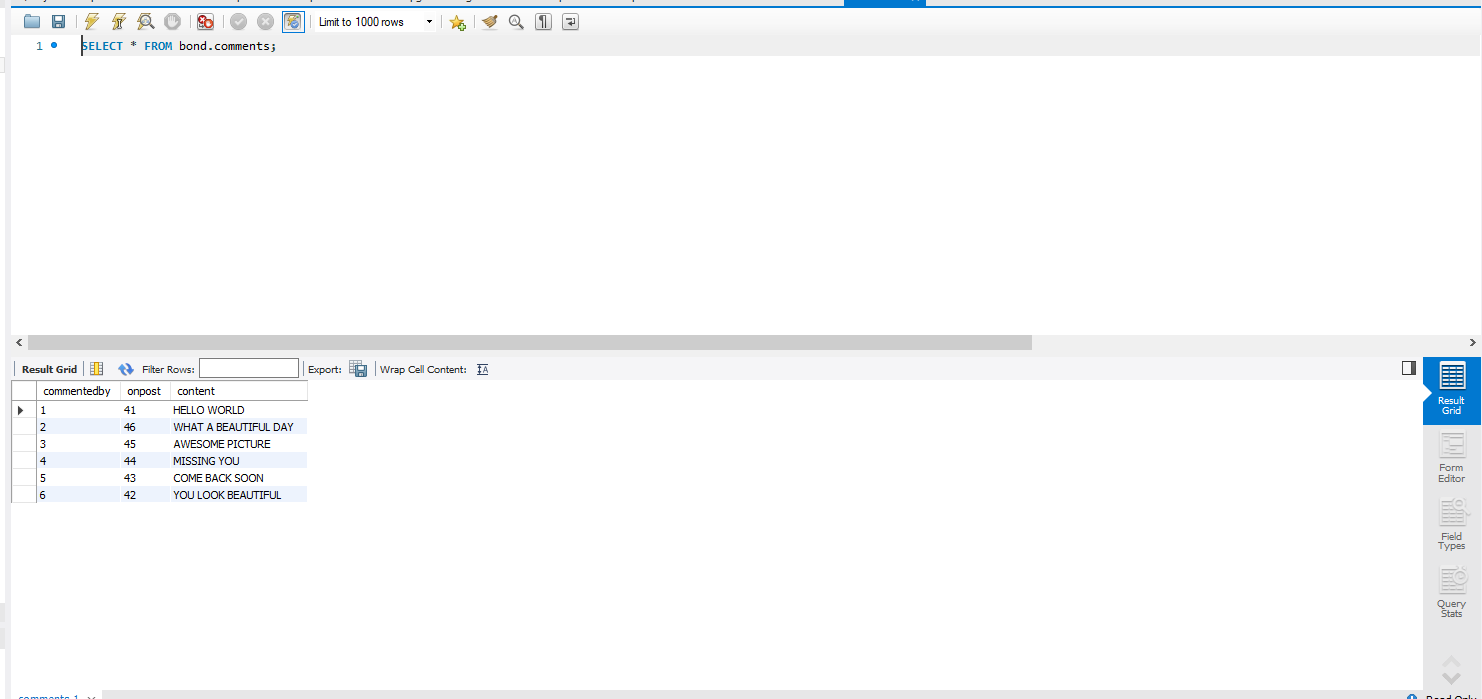 Limit to 1000 rows
1 SELECT * FROM bond.comments;
Result Grid Filter Rows: Export: Wrap Cell Content:
commentedby onpost content
1 41 HELLO WORLD
2 46 WHAT A BEAUTIFUL DAY
3 45 AWESOME PICTURE
4 44 MISSING YOU
5 43 COME BACK SOON
6 42 YOU LOOK BEAUTIFUL
Result
Grid
Form
Editor
Field
Types
Query
Stats
comments 1
Read Only